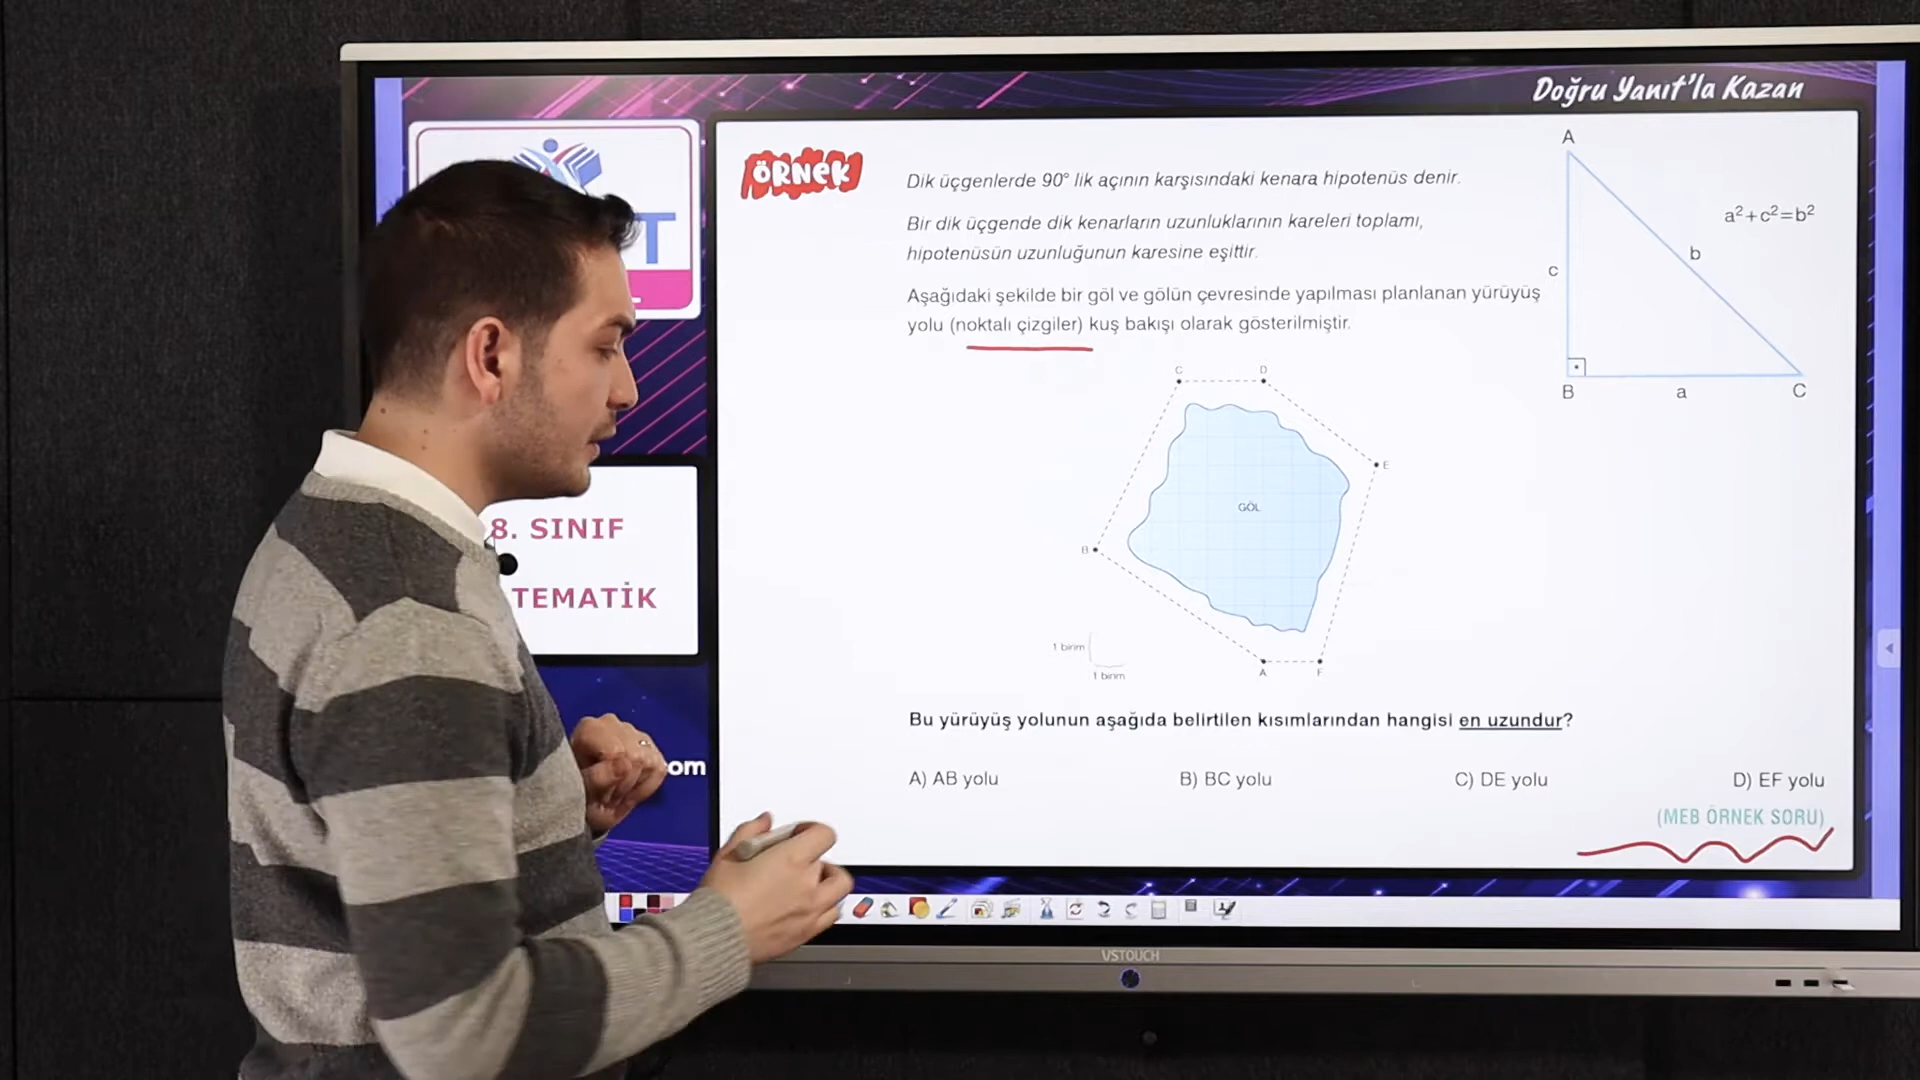 Doğru Yanıt'la Kazan
T
ÖRNEK
Dik üçgenlerde 90° lik açının karşısındaki kenara hipotenüs denir.
Bir dik üçgende dik kenarların uzunluklarının kareleri toplamı,
hipotenüsün uzunluğunun karesine eşittir.
Aşağıdaki şekilde bir göl ve gölün çevresinde yapılması planlanan yürüyüş
yolu (noktalı çizgiler) kuş bakışı olarak gösterilmiştir.
A
a²+c²=b²
b
c
B
a
C
C
D
E
GÖL
B
1 birim
1 birim
A
F
8. SINIF
TEMATİK
om
Bu yürüyüş yolunun aşağıda belirtilen kısımlarından hangisi en uzundur?
A) AB yolu
B) BC yolu
C) DE yolu
D) EF yolu
(MEB ÖRNEK SORU)
VSTOUCH